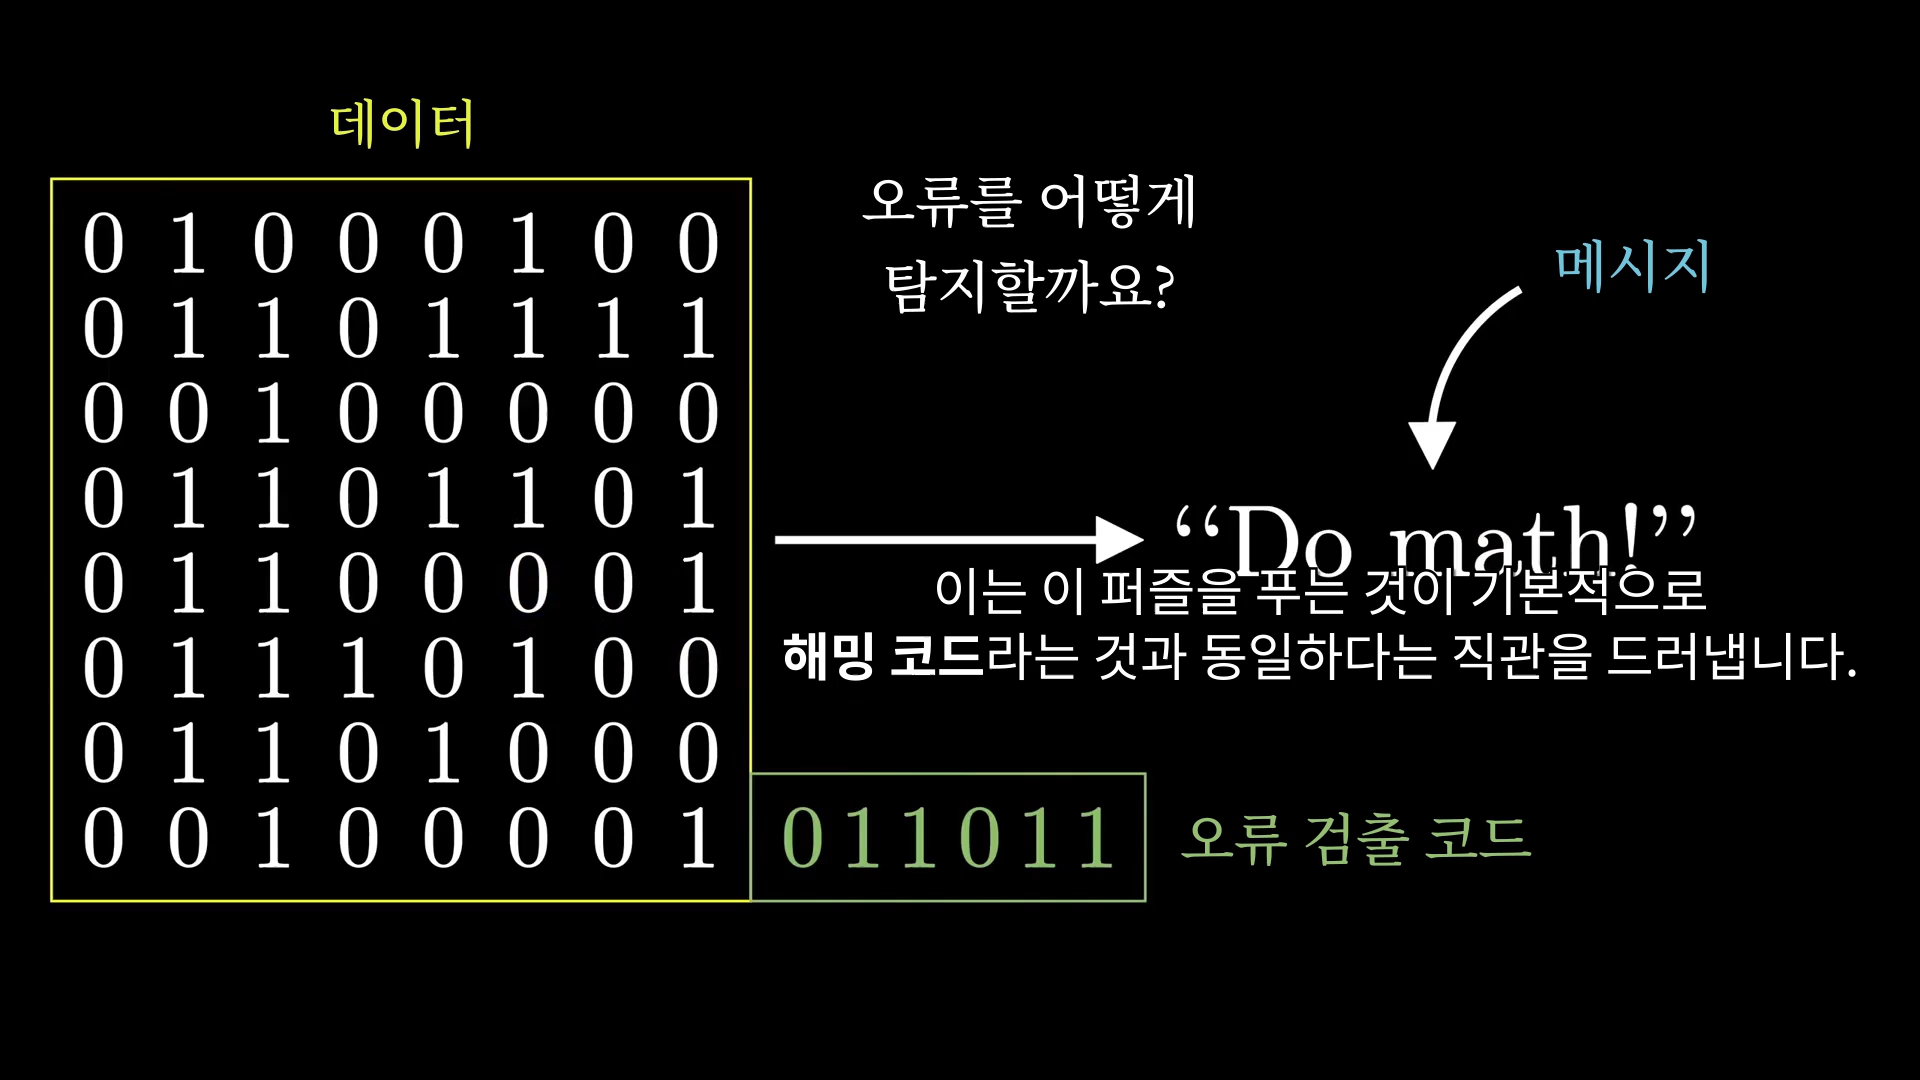 데이터
0 1 0 0 0 1 0 0
0 1 1 0 1 1 1 1
0 0 1 0 0 0 0 0
0 1 1 0 1 1 0 1
0 1 1 0 0 0 0 1
0 1 1 1 0 1 0 0
0 1 1 0 1 0 0 0
0 0 1 0 0 0 0 1
오류를 어떻게
탐지할까요?
메시지
“Do math!”
이는 이 퍼즐을 푸는 것이 기본적으로
해밍 코드라는 것과 동일하다는 직관을 드러냅니다.
0 1 1 0 1 1
오류 검출 코드